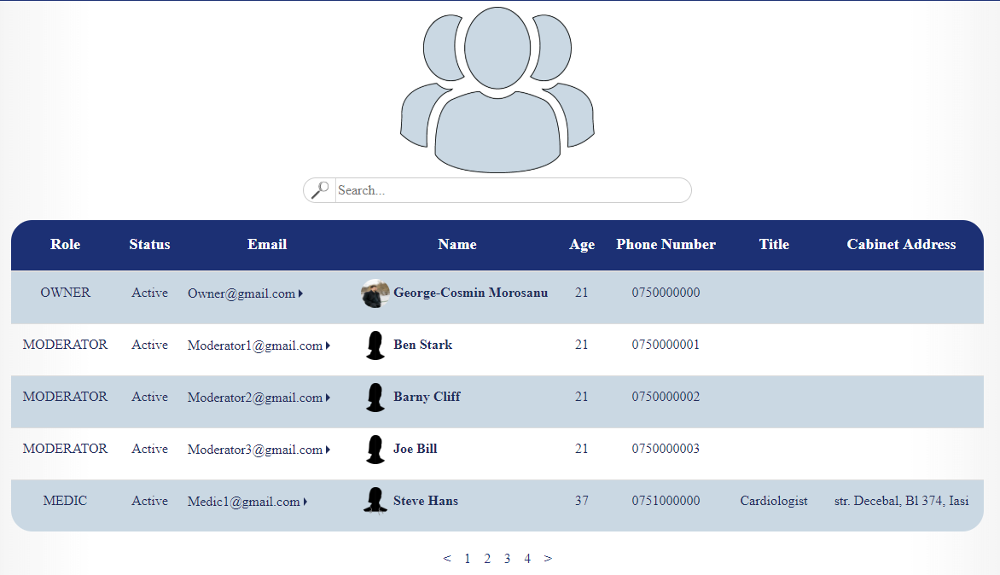 Search...
Role Status Email Name Age Phone Number Title Cabinet Address
OWNER Active Owner@gmail.com George-Cosmin Morosanu 21 0750000000
MODERATOR Active Moderator1@gmail.com Ben Stark 21 0750000001
MODERATOR Active Moderator2@gmail.com Barny Cliff 21 0750000002
MODERATOR Active Moderator3@gmail.com Joe Bill 21 0750000003
MEDIC Active Medic1@gmail.com Steve Hans 37 0751000000 Cardiologist str. Decebal, Bl 374, Iasi
< 1 2 3 4 >